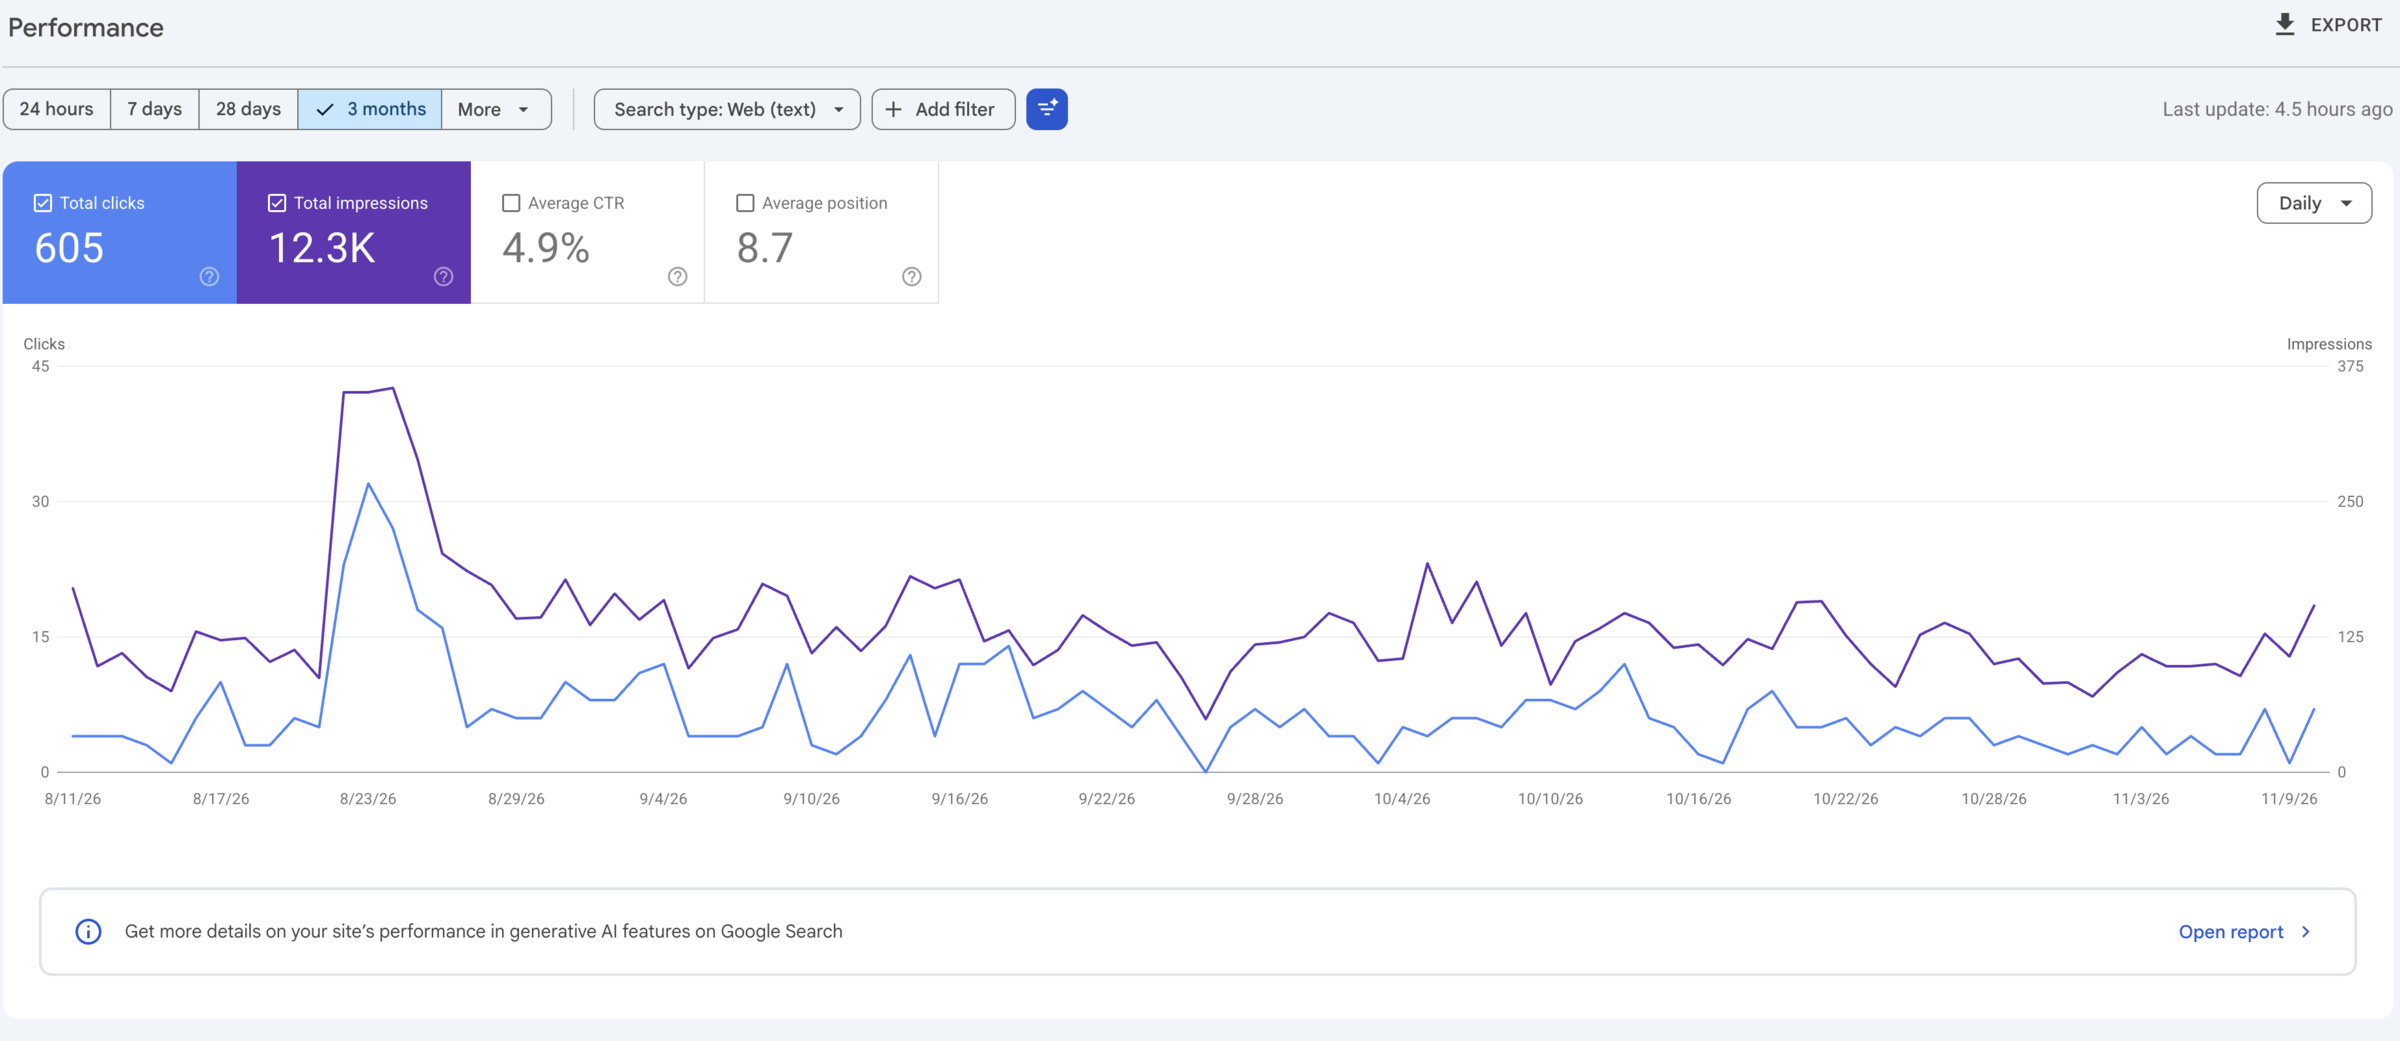 Performance
EXPORT
24 hours 7 days 28 days 3 months More Search type: Web (text) Add filter Last update: 4.5 hours ago
Total clicks Total impressions Average CTR Average position Daily
605 12.3K 4.9% 8.7
Clicks Impressions
45 375
30 250
15 125
0 0
8/11/26 8/17/26 8/23/26 8/29/26 9/4/26 9/10/26 9/16/26 9/22/26 9/28/26 10/4/26 10/10/26 10/16/26 10/22/26 10/28/26 11/3/26 11/9/26
Get more details on your site’s performance in generative AI features on Google Search Open report